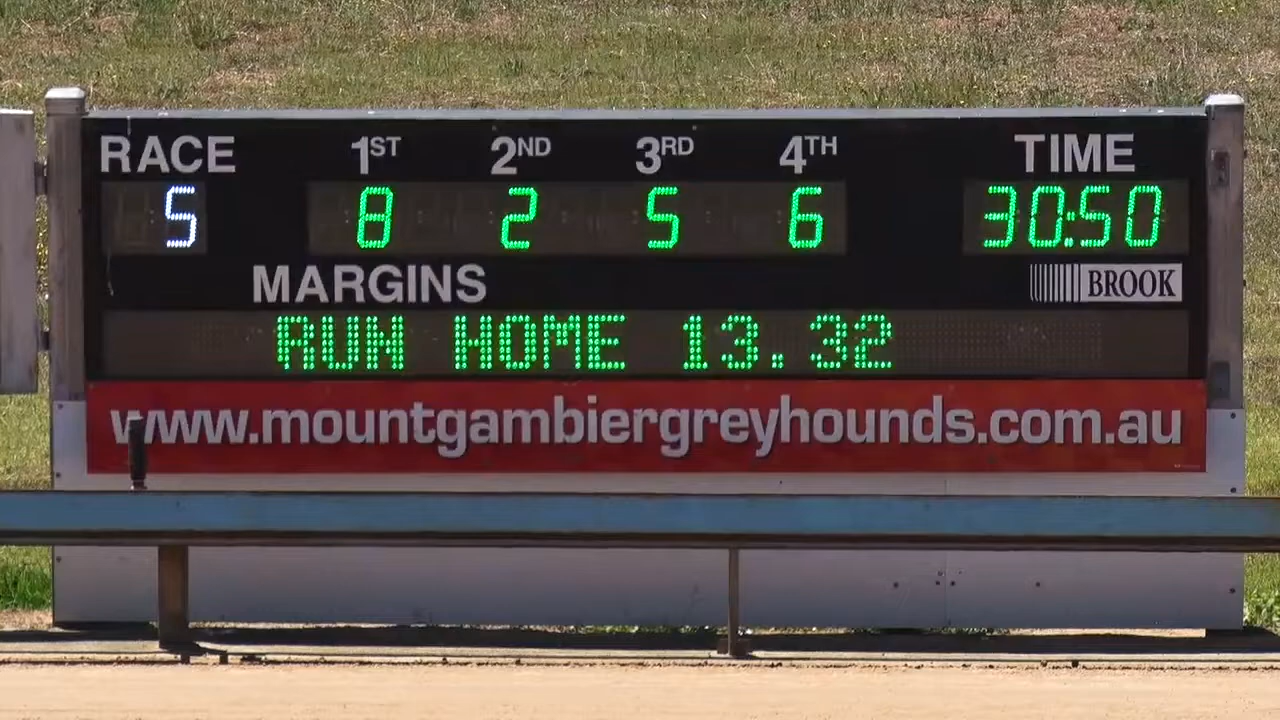 RACE 1ST 2ND 3RD 4TH TIME
5 8 2 5 6 30:50
MARGINS BROOK
RUN HOME 13.32
www.mountgambiergreyhounds.com.au